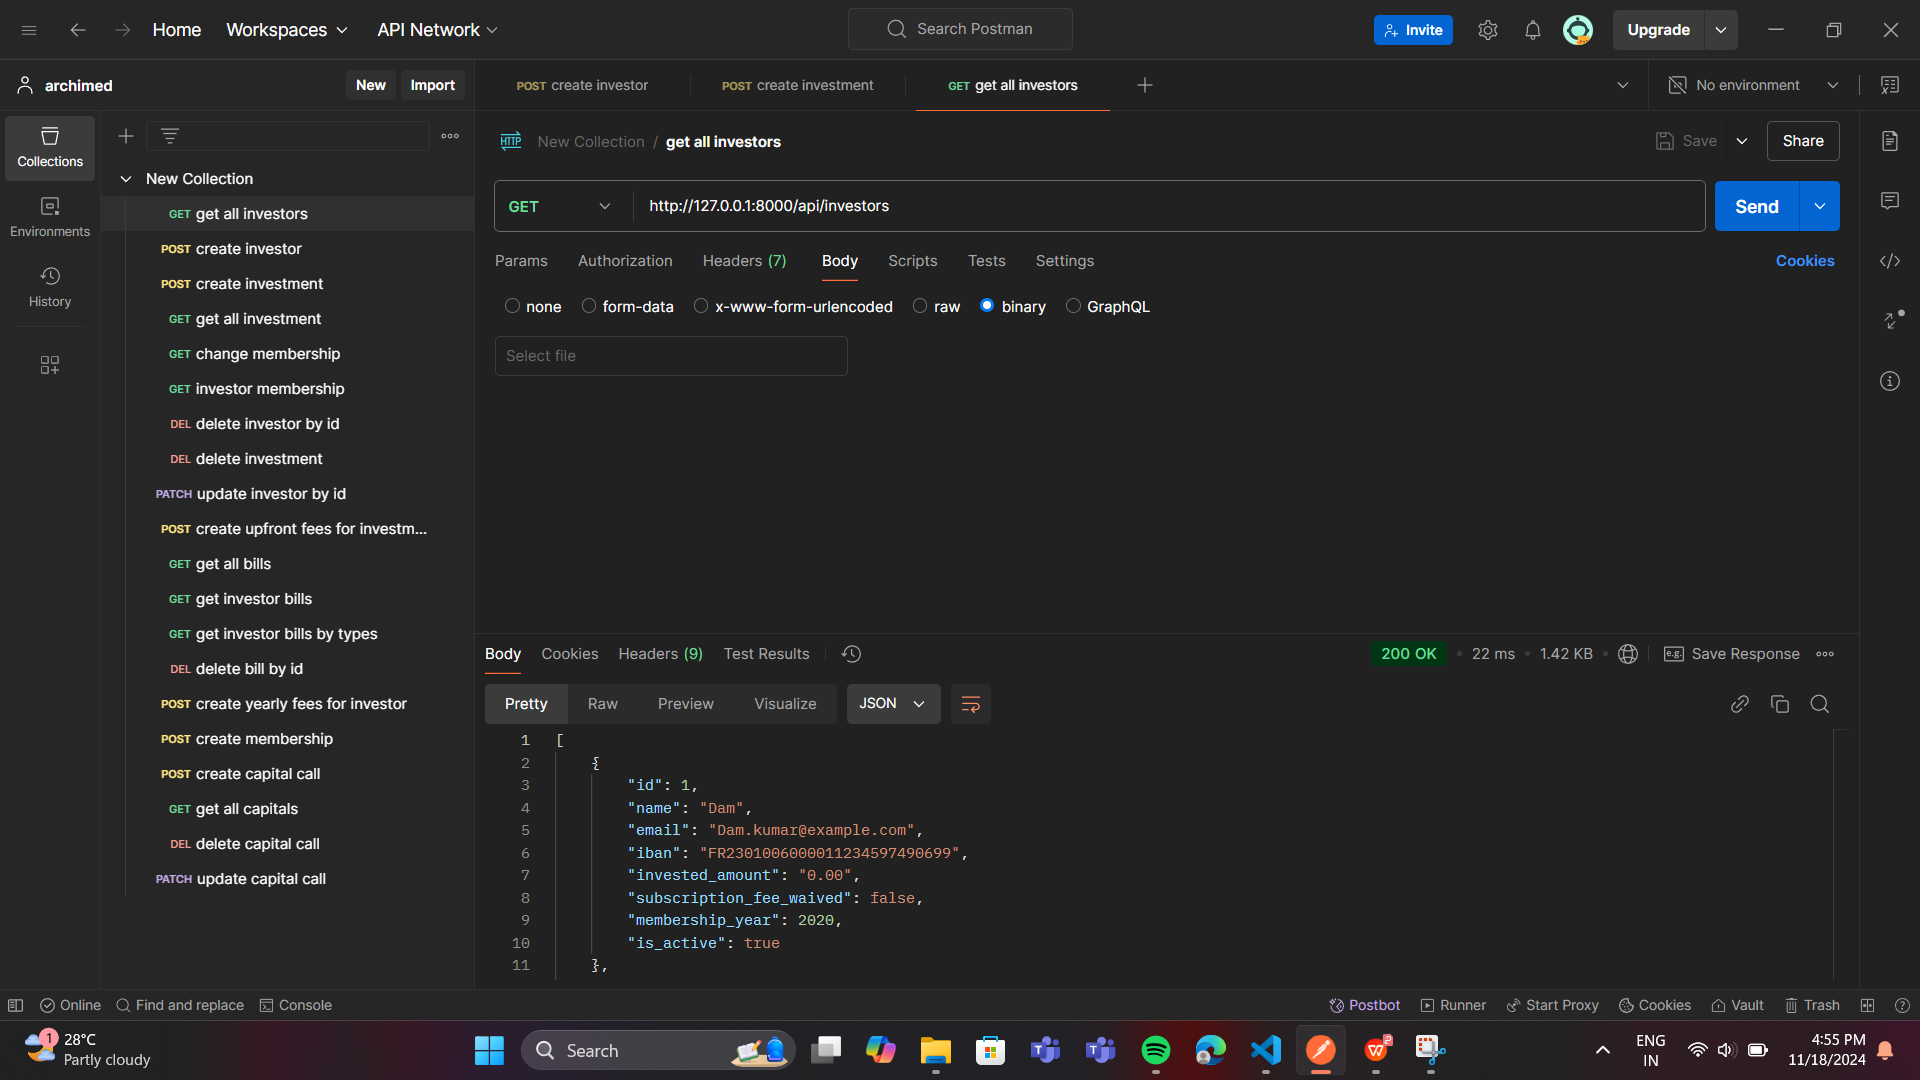 Home
Workspaces
API Network
Search Postman
Invite
Upgrade
archimed
New
Import
POST create investor
POST create investment
GET get all investors
No environment
Collections
Environments
History
New Collection
GET get all investors
POST create investor
POST create investment
GET get all investment
GET change membership
GET investor membership
DEL delete investor by id
DEL delete investment
PATCH update investor by id
POST create upfront fees for investm...
GET get all bills
GET get investor bills
GET get investor bills by types
DEL delete bill by id
POST create yearly fees for investor
POST create membership
POST create capital call
GET get all capitals
DEL delete capital call
PATCH update capital call
HTTP New Collection / get all investors
Save
Share
GET
http://127.0.0.1:8000/api/investors
Send
Params
Authorization
Headers (7)
Body
Scripts
Tests
Settings
Cookies
none
form-data
x-www-form-urlencoded
raw
binary
GraphQL
Select file
Body
Cookies
Headers (9)
Test Results
200 OK
22 ms
1.42 KB
e.g. Save Response
Pretty
Raw
Preview
Visualize
JSON
1 [
2 {
3 "id": 1,
4 "name": "Dam",
5 "email": "Dam.kumar@example.com",
6 "iban": "FR2301006000011234597490699",
7 "invested_amount": "0.00",
8 "subscription_fee_waived": false,
9 "membership_year": 2020,
10 "is_active": true
11 },
Online
Find and replace
Console
Postbot
Runner
Start Proxy
Cookies
Vault
Trash
1
28°C
Partly cloudy
Search
ENG
IN
4:55 PM
11/18/2024